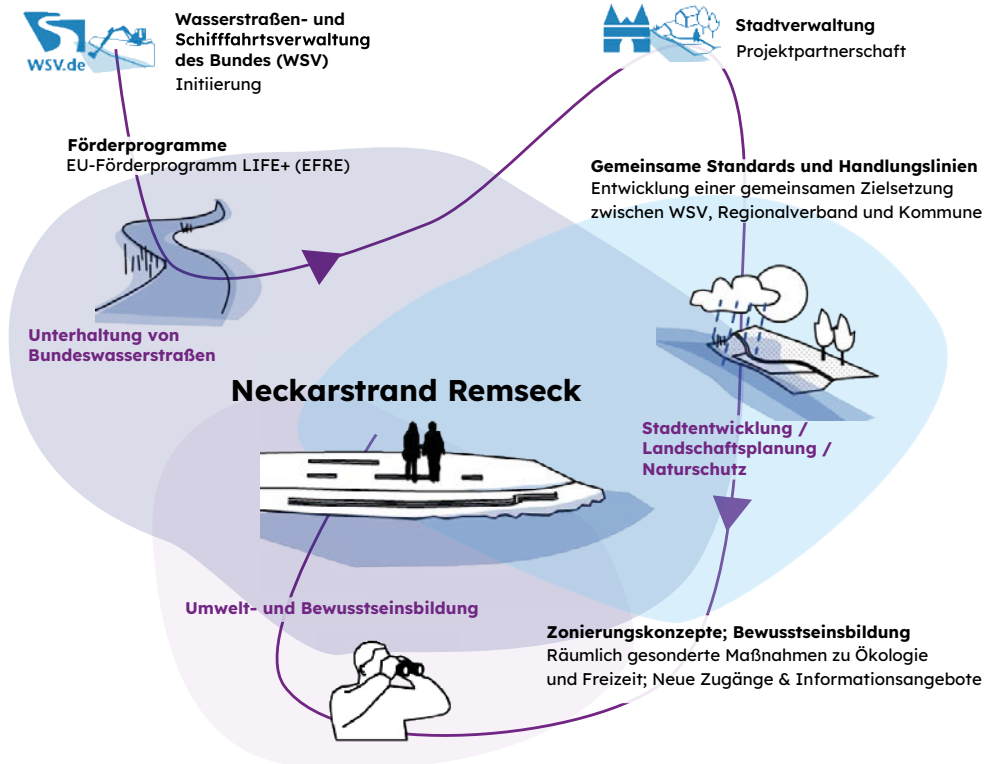 WSV.de
Wasserstraßen- und
Schifffahrtsverwaltung
des Bundes (WSV)
Initiierung
Stadtverwaltung
Projektpartnerschaft
Förderprogramme
EU-Förderprogramm LIFE+ (EFRE)
Gemeinsame Standards und Handlungslinien
Entwicklung einer gemeinsamen Zielsetzung
zwischen WSV, Regionalverband und Kommune
Unterhaltung von
Bundeswasserstraßen
Neckarstrand Remseck
Stadtentwicklung /
Landschaftsplanung /
Naturschutz
Umwelt- und Bewusstseinsbildung
Zonierungskonzepte; Bewusstseinsbildung
Räumlich gesonderte Maßnahmen zu Ökologie
und Freizeit; Neue Zugänge & Informationsangebote